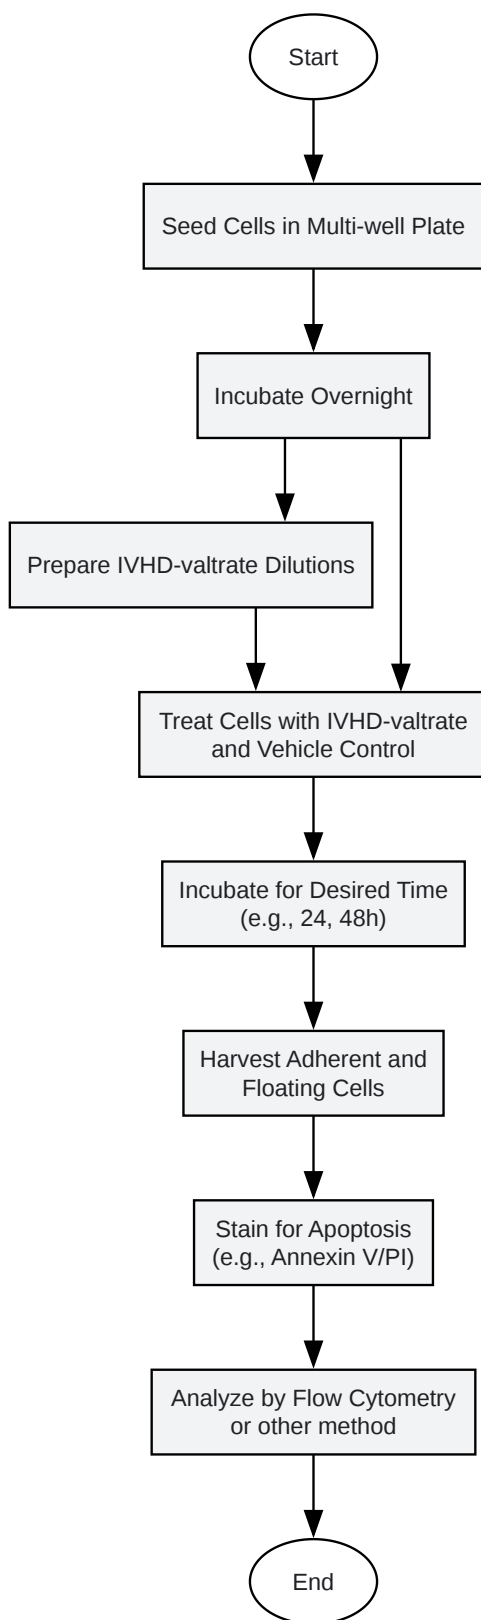 Start
Seed Cells in Multi-well Plate
Incubate Overnight
Prepare IVHD-valtrate Dilutions
Treat Cells with IVHD-valtrate
and Vehicle Control
Incubate for Desired Time
(e.g., 24, 48h)
Harvest Adherent and
Floating Cells
Stain for Apoptosis
(e.g., Annexin V/PI)
Analyze by Flow Cytometry
or other method
End